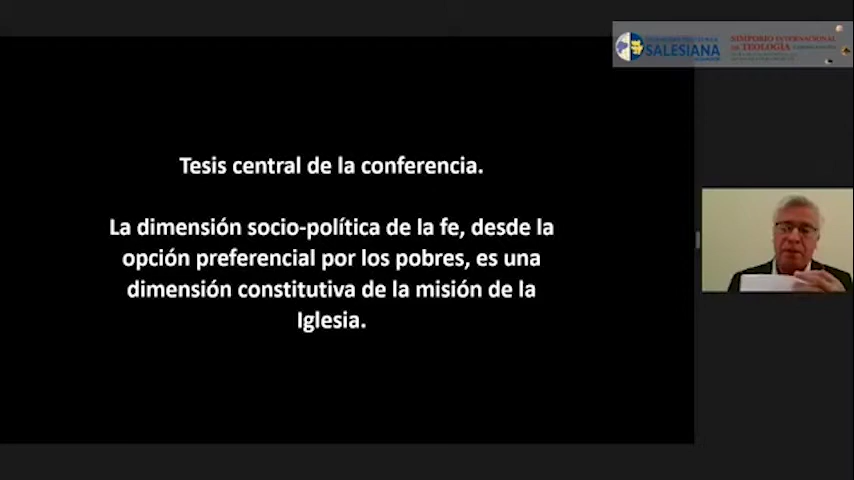 SALESIANA
SIMPOSIO INTERNACIONAL
DE TEOLOGÍA
Tesis central de la conferencia.
La dimensión socio-política de la fe, desde la
opción preferencial por los pobres, es una
dimensión constitutiva de la misión de la
Iglesia.